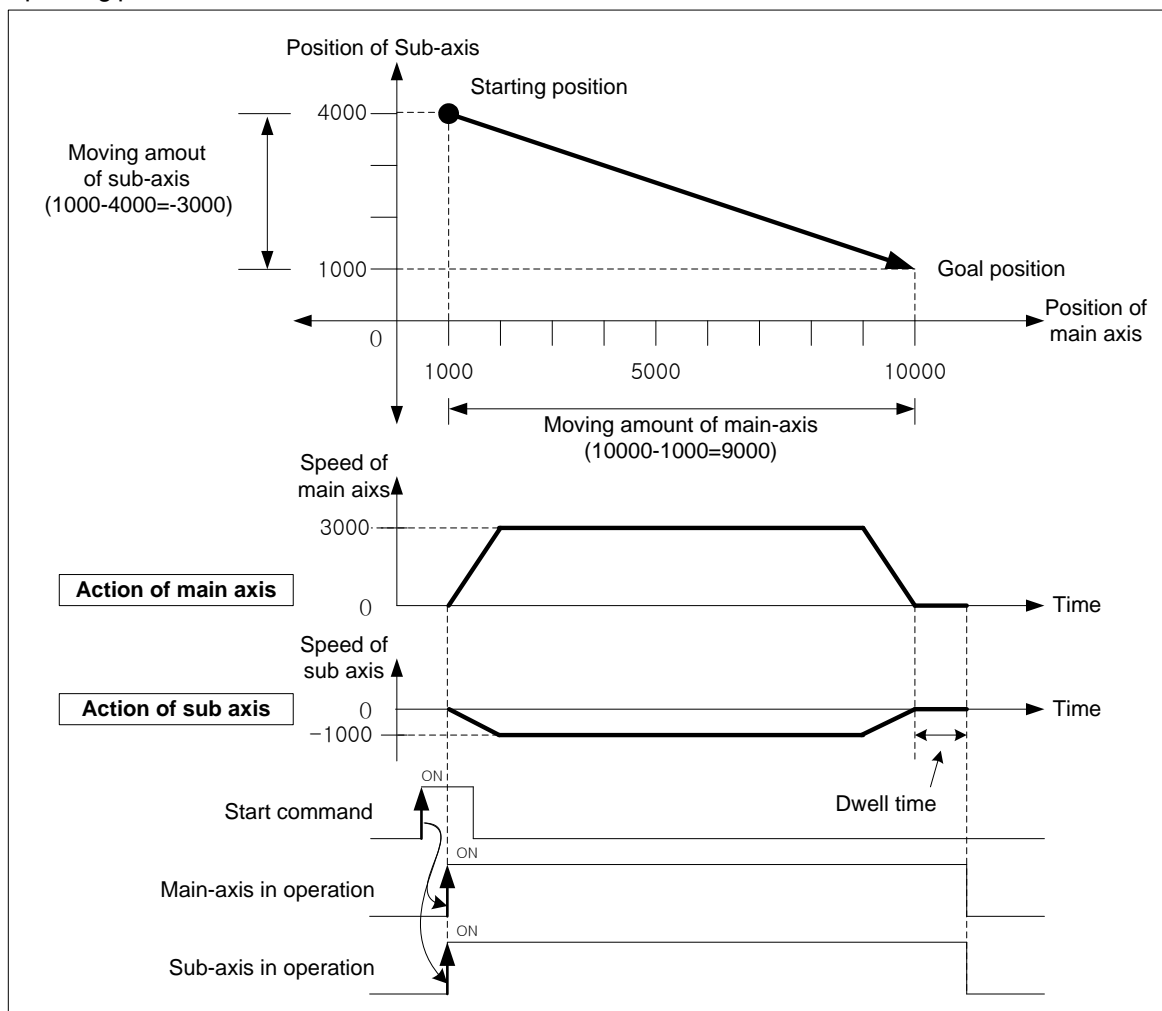 Position of Sub-axis
Starting position
4000
Moving amout
of sub-axis
(1000-4000=-3000)
1000
Goal position
Position of
main axis
0
1000
5000
10000
Moving amount of main-axis
(10000-1000=9000)
Speed of
main aixs
3000
Action of main axis
0
Time
Speed of
sub axis
Action of sub axis
0
Time
-1000
ON
Dwell time
Start command
ON
Main-axis in operation
ON
Sub-axis in operation